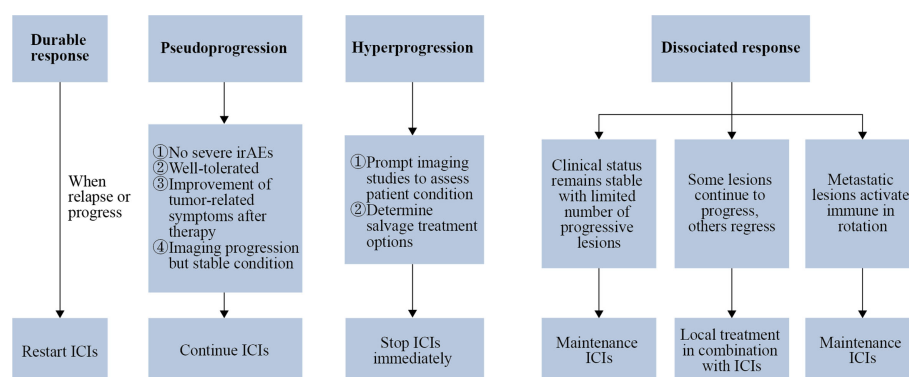 Durable
response
When
relapse or
progress
Restart ICIs
Pseudoprogression
①No severe irAEs
②Well-tolerated
③Improvement of
tumor-related
symptoms after
therapy
④Imaging progression
but stable condition
Continue ICIs
Hyperprogression
①Prompt imaging
studies to assess
patient condition
②Determine
salvage treatment
options
Stop ICIs
immediately
Dissociated response
Clinical status
remains stable
with limited
number of
progressive
lesions
Maintenance
ICIs
Some lesions
continue to
progress,
others regress
Local treatment
in combination
with ICIs
Metastatic
lesions activate
immune in
rotation
Maintenance
ICIs